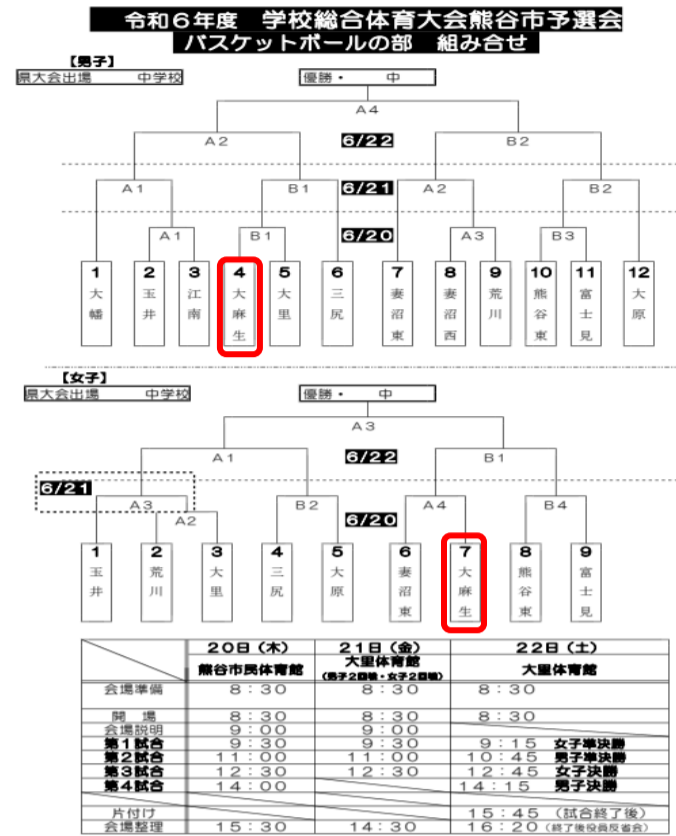 令和６年度　学校総合体育大会熊谷市予選会
バスケットボールの部　組み合せ
【男子】
県大会出場　　　中学校
優勝・　　中
A4
A2 6/22 B2
A1 B1 6/21 A2 B2
A1 B1 6/20 A3 B3
1 2 3 4 5 6 7 8 9 10 11 12
大幡 玉井 江南 大麻生 大里 三尻 妻沼東 妻沼西 荒川 熊谷東 富士見 大原
【女子】
県大会出場　　　中学校
優勝・　　中
A3
A1 6/22 B1
6/21
A3 B2 A4 B4
A2 6/20
1 2 3 4 5 6 7 8 9
玉井 荒川 大里 三尻 大原 妻沼東 大麻生 熊谷東 富士見
20日（木） 21日（金） 22日（土）
熊谷市民体育館 大里体育館 大里体育館
（男子2回戦・女子2回戦）
会場準備 8：30 8：30 8：30
開　場 8：30 8：30 8：30
会場説明 9：00 9：00
第1試合 9：30 9：30 9：15 女子準決勝
第2試合 11：00 11：00 10：45 男子準決勝
第3試合 12：30 12：30 12：45 女子決勝
第4試合 14：00 14：15 男子決勝
片付け 15：45 （試合終了後）
会場整理 15：30 14：30 16：20 （終了後役員反省会）